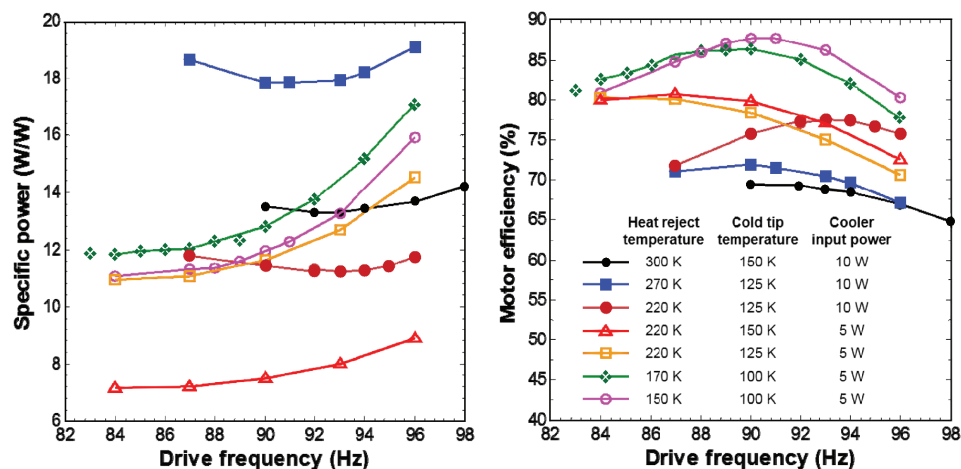 20
18
16
14
12
10
8
6
82 84 86 88 90 92 94 96 98
Specific power (W/W)
Drive frequency (Hz)
90
85
80
75
70
65
60
55
50
45
40
82 84 86 88 90 92 94 96 98
Motor efficiency (%)
Drive frequency (Hz)
Heat reject Cold tip Cooler
temperature temperature input power
300 K 150 K 10 W
270 K 125 K 10 W
220 K 125 K 10 W
220 K 150 K 5 W
220 K 125 K 5 W
170 K 100 K 5 W
150 K 100 K 5 W